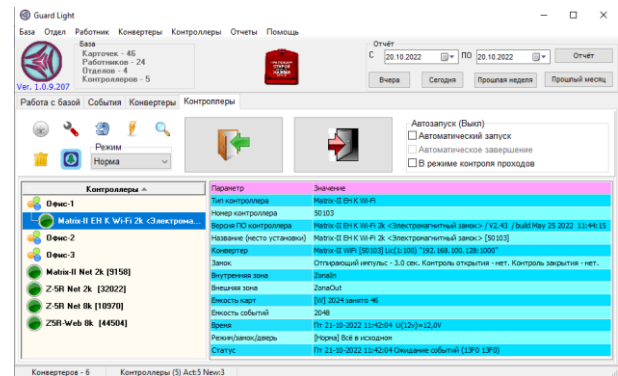 Guard Light
База Отдел Работник Конвертеры Контроллеры Отчеты Помощь
Ver. 1.0.9.207
База
Карточек - 46
Работников - 24
Отделов - 4
Контроллеров - 5
Отчёт
С 20.10.2022 ПО 20.10.2022 Отчёт
Вчера Сегодня Прошлая неделя Прошлый месяц
Работа с базой События Конвертеры Контроллеры
Режим
Норма
Автозапуск (Выкл)
Автоматический запуск
Автоматическое завершение
В режиме контроля проходов
Контроллеры
Офис-1
Matrix-II EH K Wi-Fi 2k <Электрома...
Офис-2
Офис-3
Matrix-II Net 2k [9158]
Z-5R Net 2k [32022]
Z-5R Net 8k [10970]
Z5R-Web 8k [44504]
Параметр Значение
Тип контроллера Matrix-II EH K Wi-Fi
Номер контроллера 50103
Версия ПО контроллера Matrix-II EH K Wi-Fi 2k <Электромагнитный замок> / V2.43 / build May 25 2022 11:44:15
Название (место установки) Matrix-II EH K Wi-Fi 2k <Электромагнитный замок> [50103]
Конвертер Matrix-II WiFi [50103] Lic(1:100) "192.168.100.128:1000"
Замок Отпирающий импульс - 3.0 сек. Контроль открытия - нет. Контроль закрытия - нет.
Внутренняя зона ZonaIn
Внешняя зона ZonaOut
Емкость карт [W] 2024 занято 46
Емкость событий 2048
Время Пт 21-10-2022 11:42:04 U(12v)=12,0V
Режим/замок/дверь [Норма] Всё в исходном
Статус Пт 21-10-2022 11:42:04 Ожидание событий (13F0 13F0)
Конвертеров - 6 Контроллеры (5) Act:5 New:3